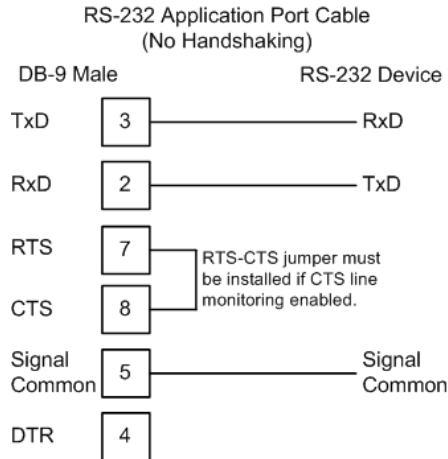 RS-232 Application Port Cable
(No Handshaking)
DB-9 Male RS-232 Device
TxD 3 RxD
RxD 2 TxD
RTS 7
RTS-CTS jumper must
be installed if CTS line
monitoring enabled.
CTS 8
Signal
Common 5 Signal
Common
DTR 4